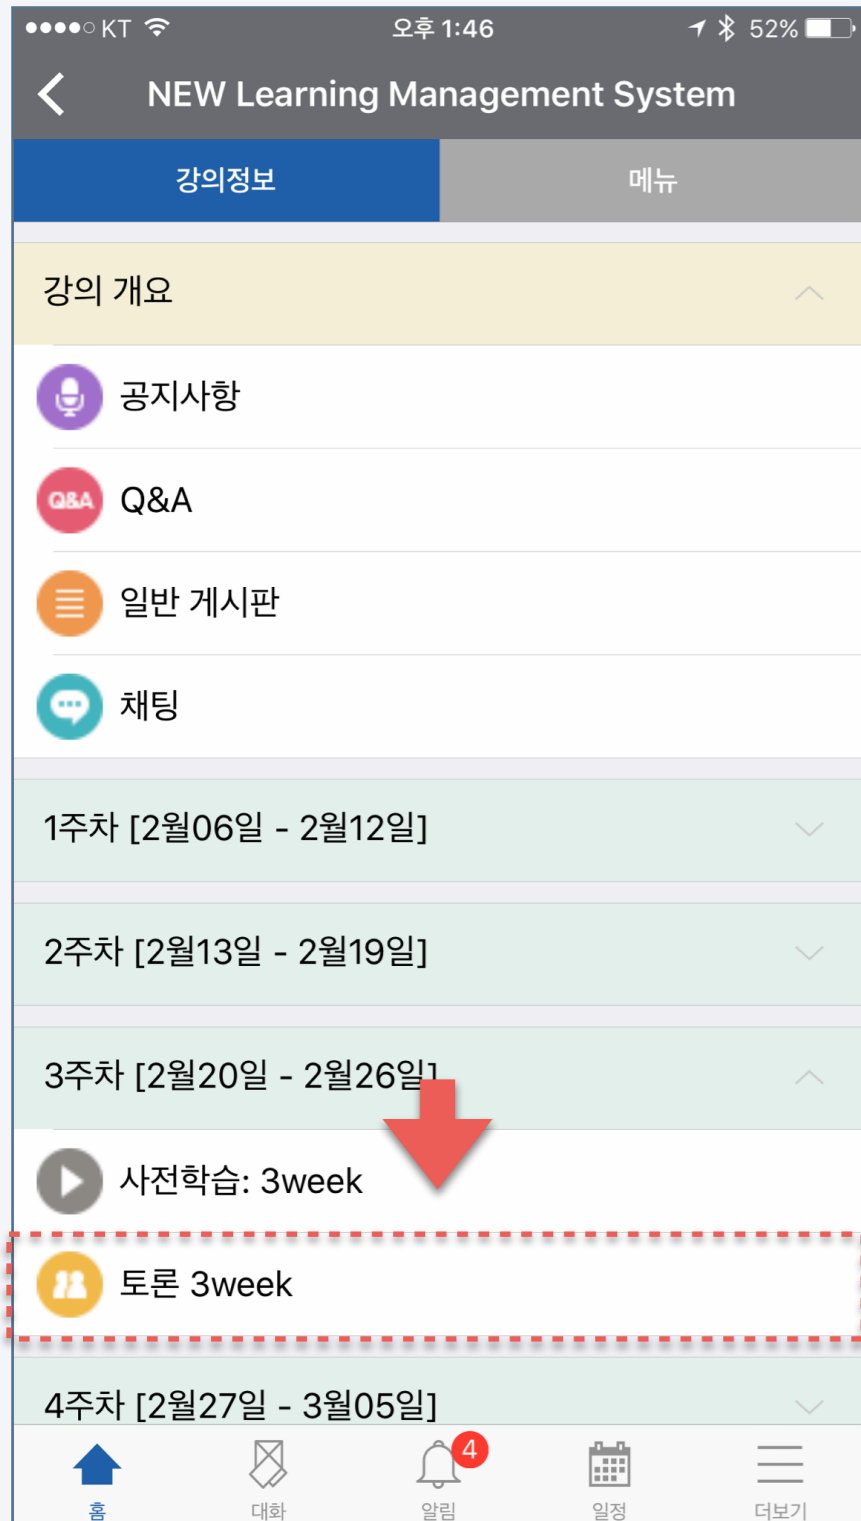 KT 오후 1:46 52%
NEW Learning Management System
강의정보 메뉴
강의 개요
공지사항
Q&A Q&A
일반 게시판
채팅
1주차 [2월06일 - 2월12일]
2주차 [2월13일 - 2월19일]
3주차 [2월20일 - 2월26일]
사전학습: 3week
토론 3week
4주차 [2월27일 - 3월05일]
4
홈 대화 알림 일정 더보기